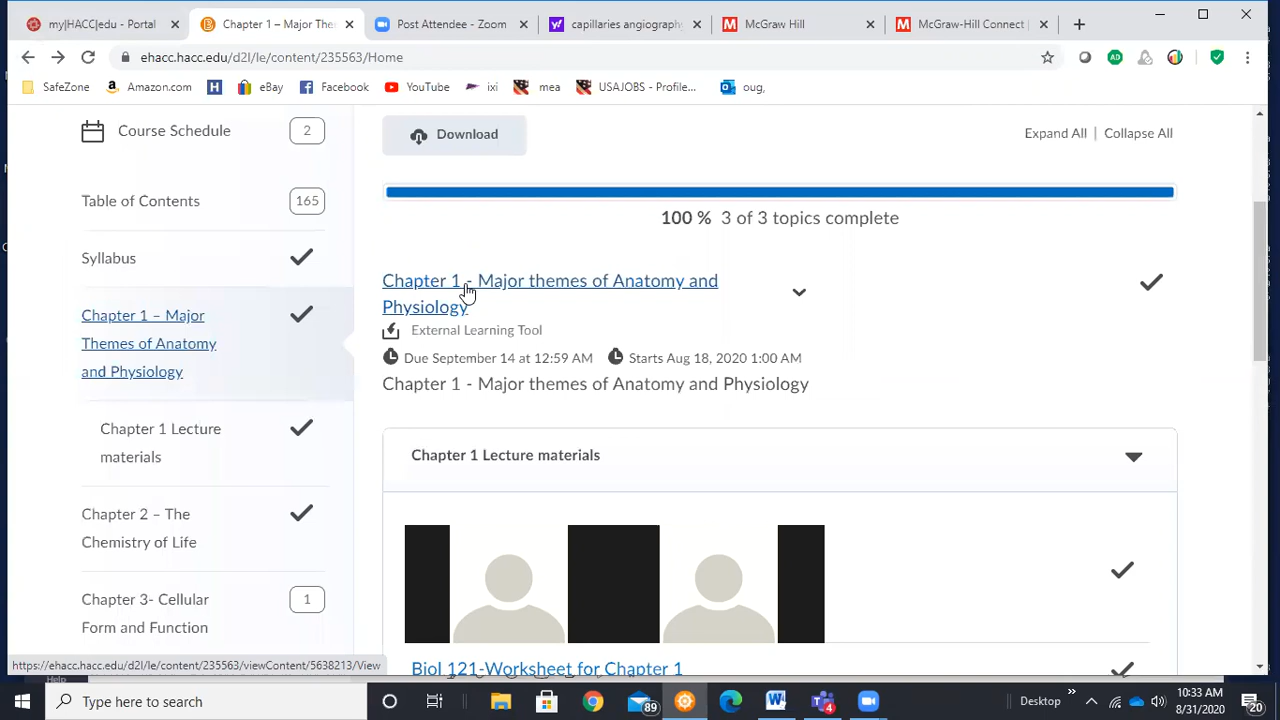 myJHACC|edu - Portal
Chapter 1 – Major The
Post Attendee - Zoom
capillaries angiography
McGraw Hill
McGraw-Hill Connect
ehacc.hacc.edu/d2l/le/content/235563/Home
SafeZone
Amazon.com
H
eBay
Facebook
YouTube
ixi
mea
USAJOBS - Profile...
oug,
Course Schedule
2
Download
Expand All | Collapse All
Table of Contents
165
100 % 3 of 3 topics complete
Syllabus
Chapter 1 - Major themes of Anatomy and
Physiology
External Learning Tool
Due September 14 at 12:59 AM Starts Aug 18, 2020 1:00 AM
Chapter 1 - Major themes of Anatomy and Physiology
Chapter 1 – Major
Themes of Anatomy
and Physiology
Chapter 1 Lecture
materials
Chapter 1 Lecture materials
Chapter 2 – The
Chemistry of Life
Chapter 3- Cellular
Form and Function
1
Biol 121-Worksheet for Chapter 1
https://ehacc.hacc.edu/d2l/le/content/235563/viewContent/5638213/View
Help
Type here to search
89
4
Desktop
10:33 AM
8/31/2020
20